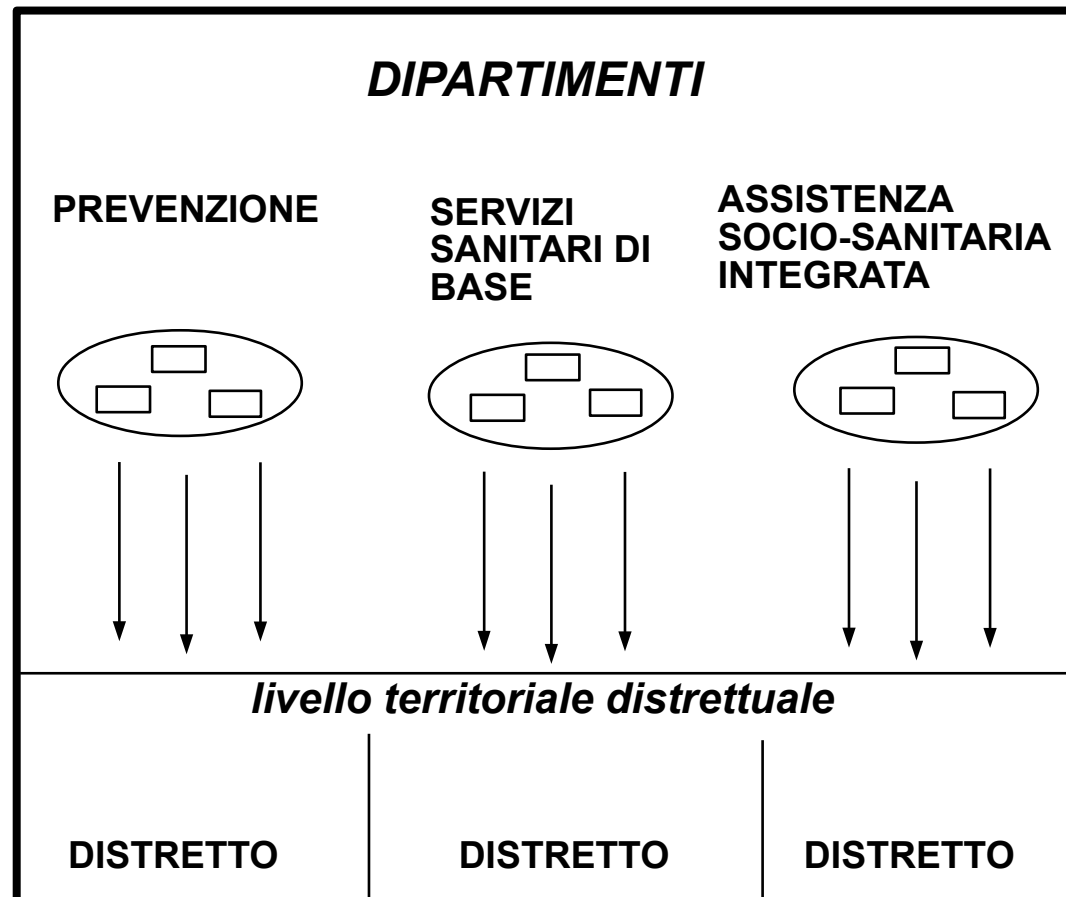 DIPARTIMENTI
PREVENZIONE
SERVIZI
SANITARI DI
BASE
ASSISTENZA
SOCIO-SANITARIA
INTEGRATA
livello territoriale distrettuale
DISTRETTO
DISTRETTO
DISTRETTO